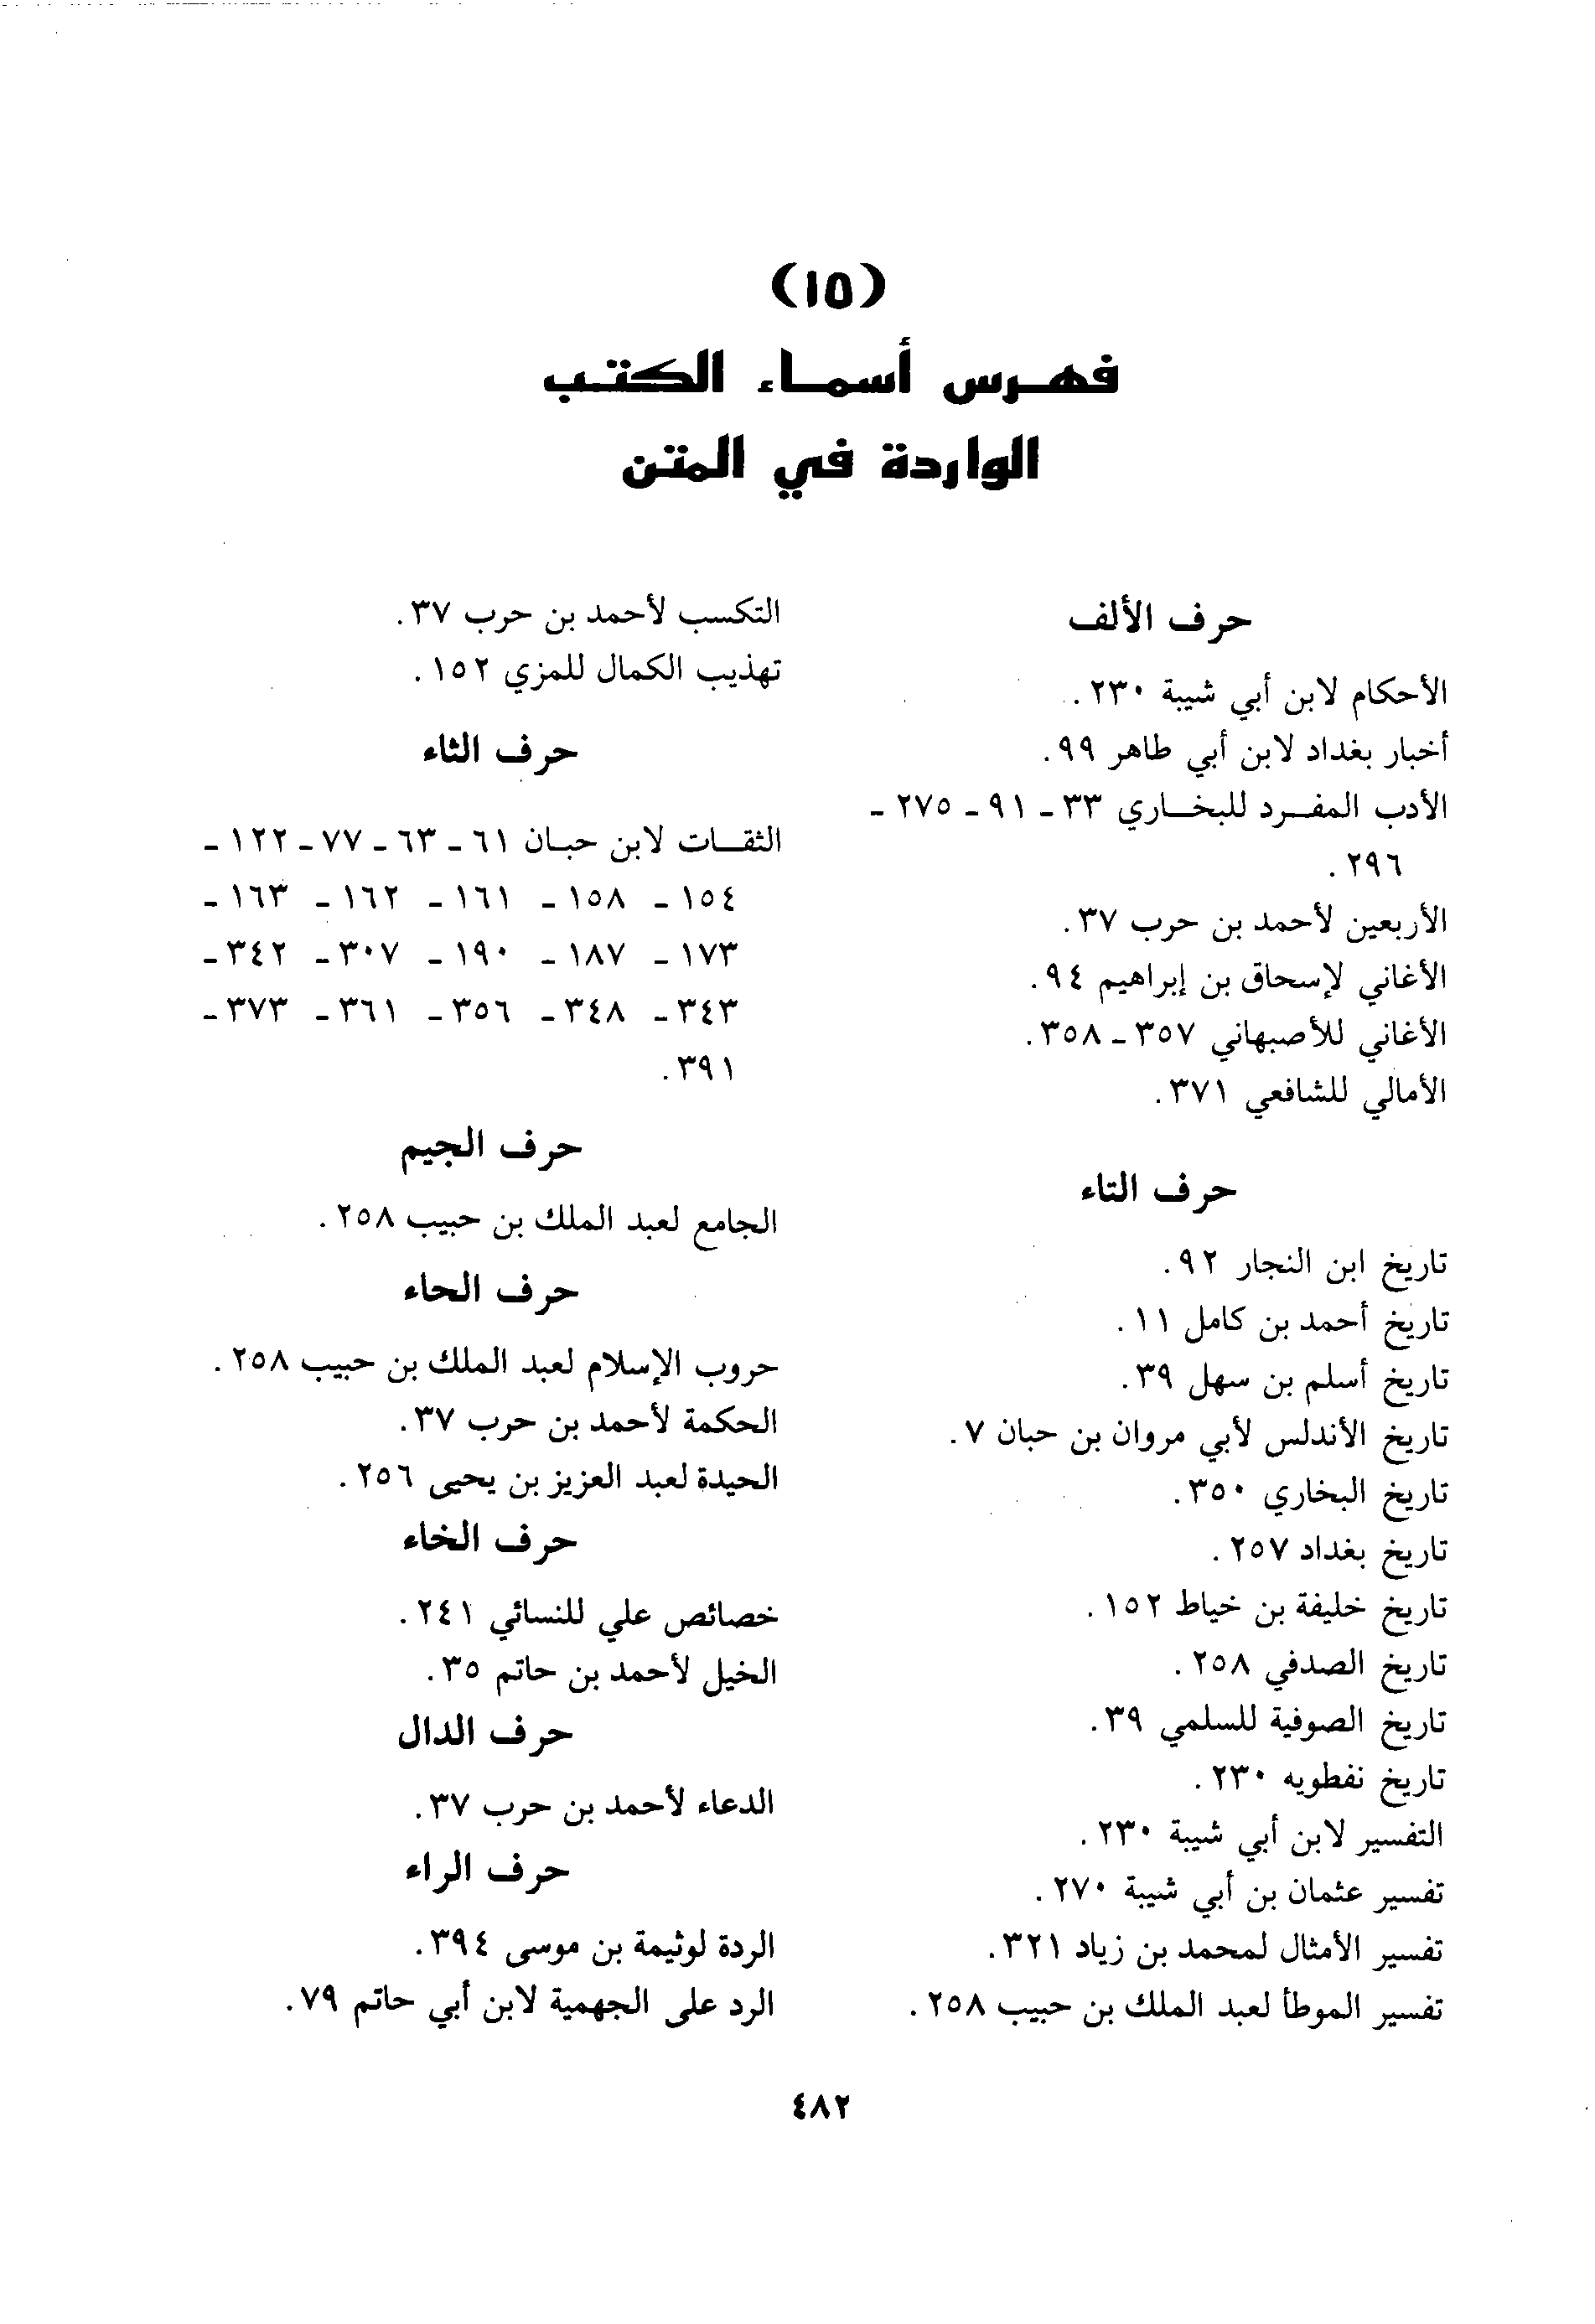 (١٥)
فهرس أسماء الكتب
الواردة في المتن
حرف الألف
الأحكام لابن أبي شيبة ٢٣٠.
أخبار بغداد لابن أبي طاهر ٩٩.
الأدب المفرد للبخاري ٣٣ - ٩١ - ٢٧٥ -
٢٩٦.
الأربعين لأحمد بن حرب ٣٧.
الأغاني لإسحاق بن إبراهيم ٩٤.
الأغاني للأصبهاني ٣٥٧ - ٣٥٨.
الأمالي للشافعي ٣٧١.
حرف التاء
تاريخ ابن النجار ٩٢.
تاريخ أحمد بن كامل ١١.
تاريخ أسلم بن سهل ٣٩.
تاريخ الأندلس لأبي مروان بن حبان ٧.
تاريخ البخاري ٣٥٠.
تاريخ بغداد ٢٥٧.
تاريخ خليفة بن خياط ١٥٢.
تاريخ الصدفي ٢٥٨.
تاريخ الصوفية للسلمي ٣٩.
تاريخ نفطويه ٢٣٠.
التفسير لابن أبي شيبة ٢٣٠.
تفسير عثمان بن أبي شيبة ٢٧٠.
تفسير الأمثال لمحمد بن زياد ٣٢١.
تفسير الموطأ لعبد الملك بن حبيب ٢٥٨.
التكسب لأحمد بن حرب ٣٧.
تهذيب الكمال للمزي ١٥٢.
حرف الثاء
الثقات لابن حبان ٦١ - ٦٣ - ٧٧ - ١٢٢ -
١٥٤ - ١٥٨ - ١٦١ - ١٦٢ - ١٦٣ -
١٧٣ - ١٨٧ - ١٩٠ - ٣٠٧ - ٣٤٢ -
٣٤٣ - ٣٤٨ - ٣٥٦ - ٣٦١ - ٣٧٣ -
٣٩١.
حرف الجيم
الجامع لعبد الملك بن حبيب ٢٥٨.
حرف الحاء
حروب الإسلام لعبد الملك بن حبيب ٢٥٨.
الحكمة لأحمد بن حرب ٣٧.
الحيدة لعبد العزيز بن يحيى ٢٥٦.
حرف الخاء
خصائص علي للنسائي ٢٤١.
الخيل لأحمد بن حاتم ٣٥.
حرف الدال
الدعاء لأحمد بن حرب ٣٧.
حرف الراء
الردة لوثيمة بن موسى ٣٩٤.
الرد على الجهمية لابن أبي حاتم ٧٩.
٤٨٢